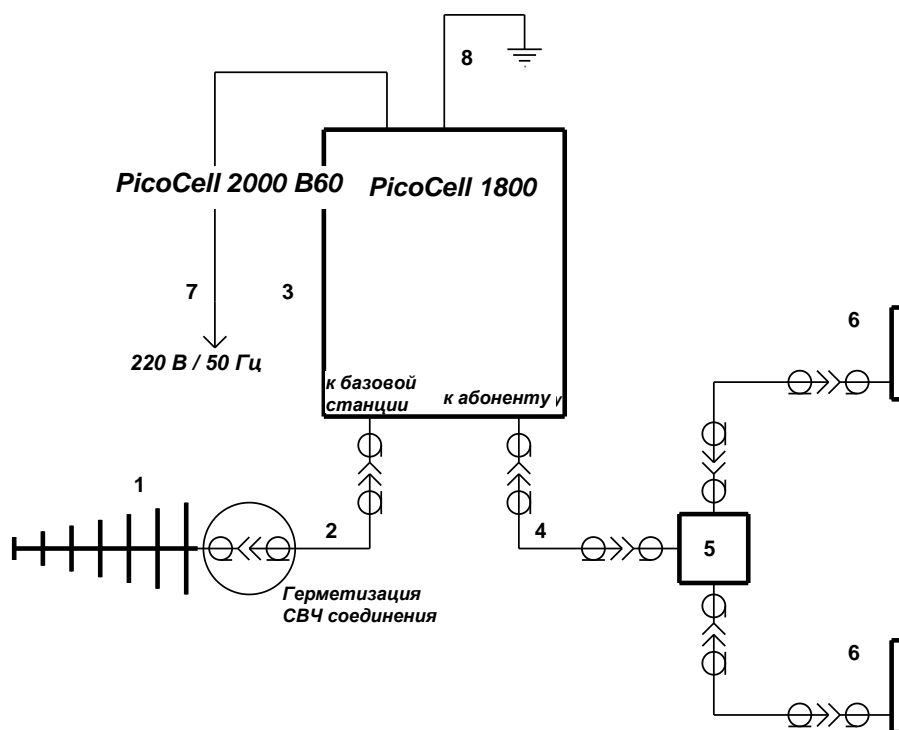 8
PicoCell 2000 B60
PicoCell 1800
7
3
6
220 В / 50 Гц
к базовой
станции
к абоненту
1
2
4
5
Герметизация
СВЧ соединения
6